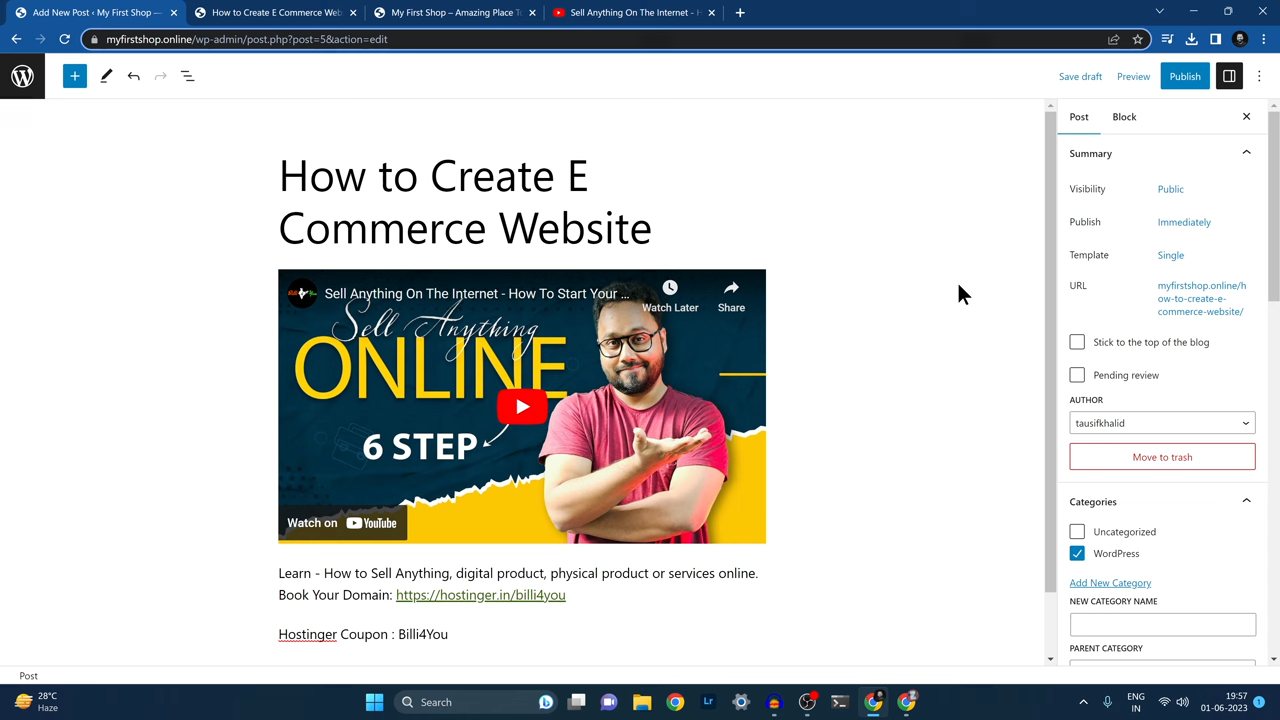 Add New Post ‹ My First Shop —
How to Create E Commerce Web
My First Shop – Amazing Place T
Sell Anything On The Internet - H
myfirstshop.online/wp-admin/post.php?post=5&action=edit
Save draft
Preview
Publish
Post
Block
Summary
Visibility
Public
Publish
Immediately
Template
Single
URL
myfirstshop.online/h
ow-to-create-e-
commerce-website/
Stick to the top of the blog
Pending review
AUTHOR
tausifkhalid
Move to trash
Categories
Uncategorized
WordPress
Add New Category
NEW CATEGORY NAME
PARENT CATEGORY
How to Create E
Commerce Website
Sell Anything On The Internet - How To Start Your ...
Watch Later
Share
Sell Anything
ONLINE
6 STEP
Watch on YouTube
Learn - How to Sell Anything, digital product, physical product or services online.
Book Your Domain: https://hostinger.in/billi4you
Hostinger Coupon : Billi4You
Post
28°C
Haze
Search
Lr
ENG
IN
19:57
01-06-2023
1